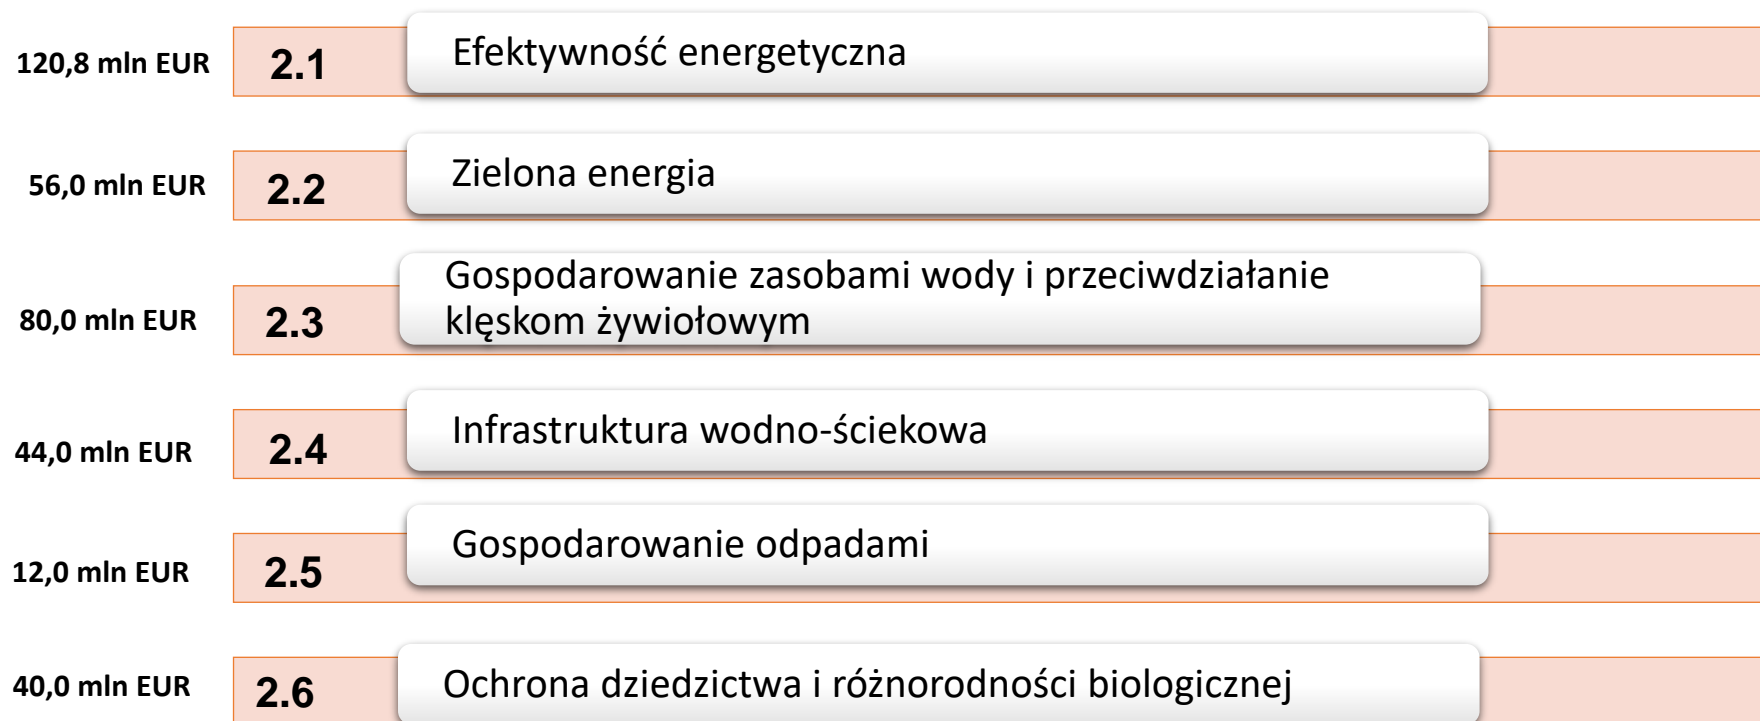 120,8 mln EUR 2.1 Efektywność energetyczna
56,0 mln EUR 2.2 Zielona energia
80,0 mln EUR 2.3 Gospodarowanie zasobami wody i przeciwdziałanie
klęskom żywiołowym
44,0 mln EUR 2.4 Infrastruktura wodno-ściekowa
12,0 mln EUR 2.5 Gospodarowanie odpadami
40,0 mln EUR 2.6 Ochrona dziedzictwa i różnorodności biologicznej